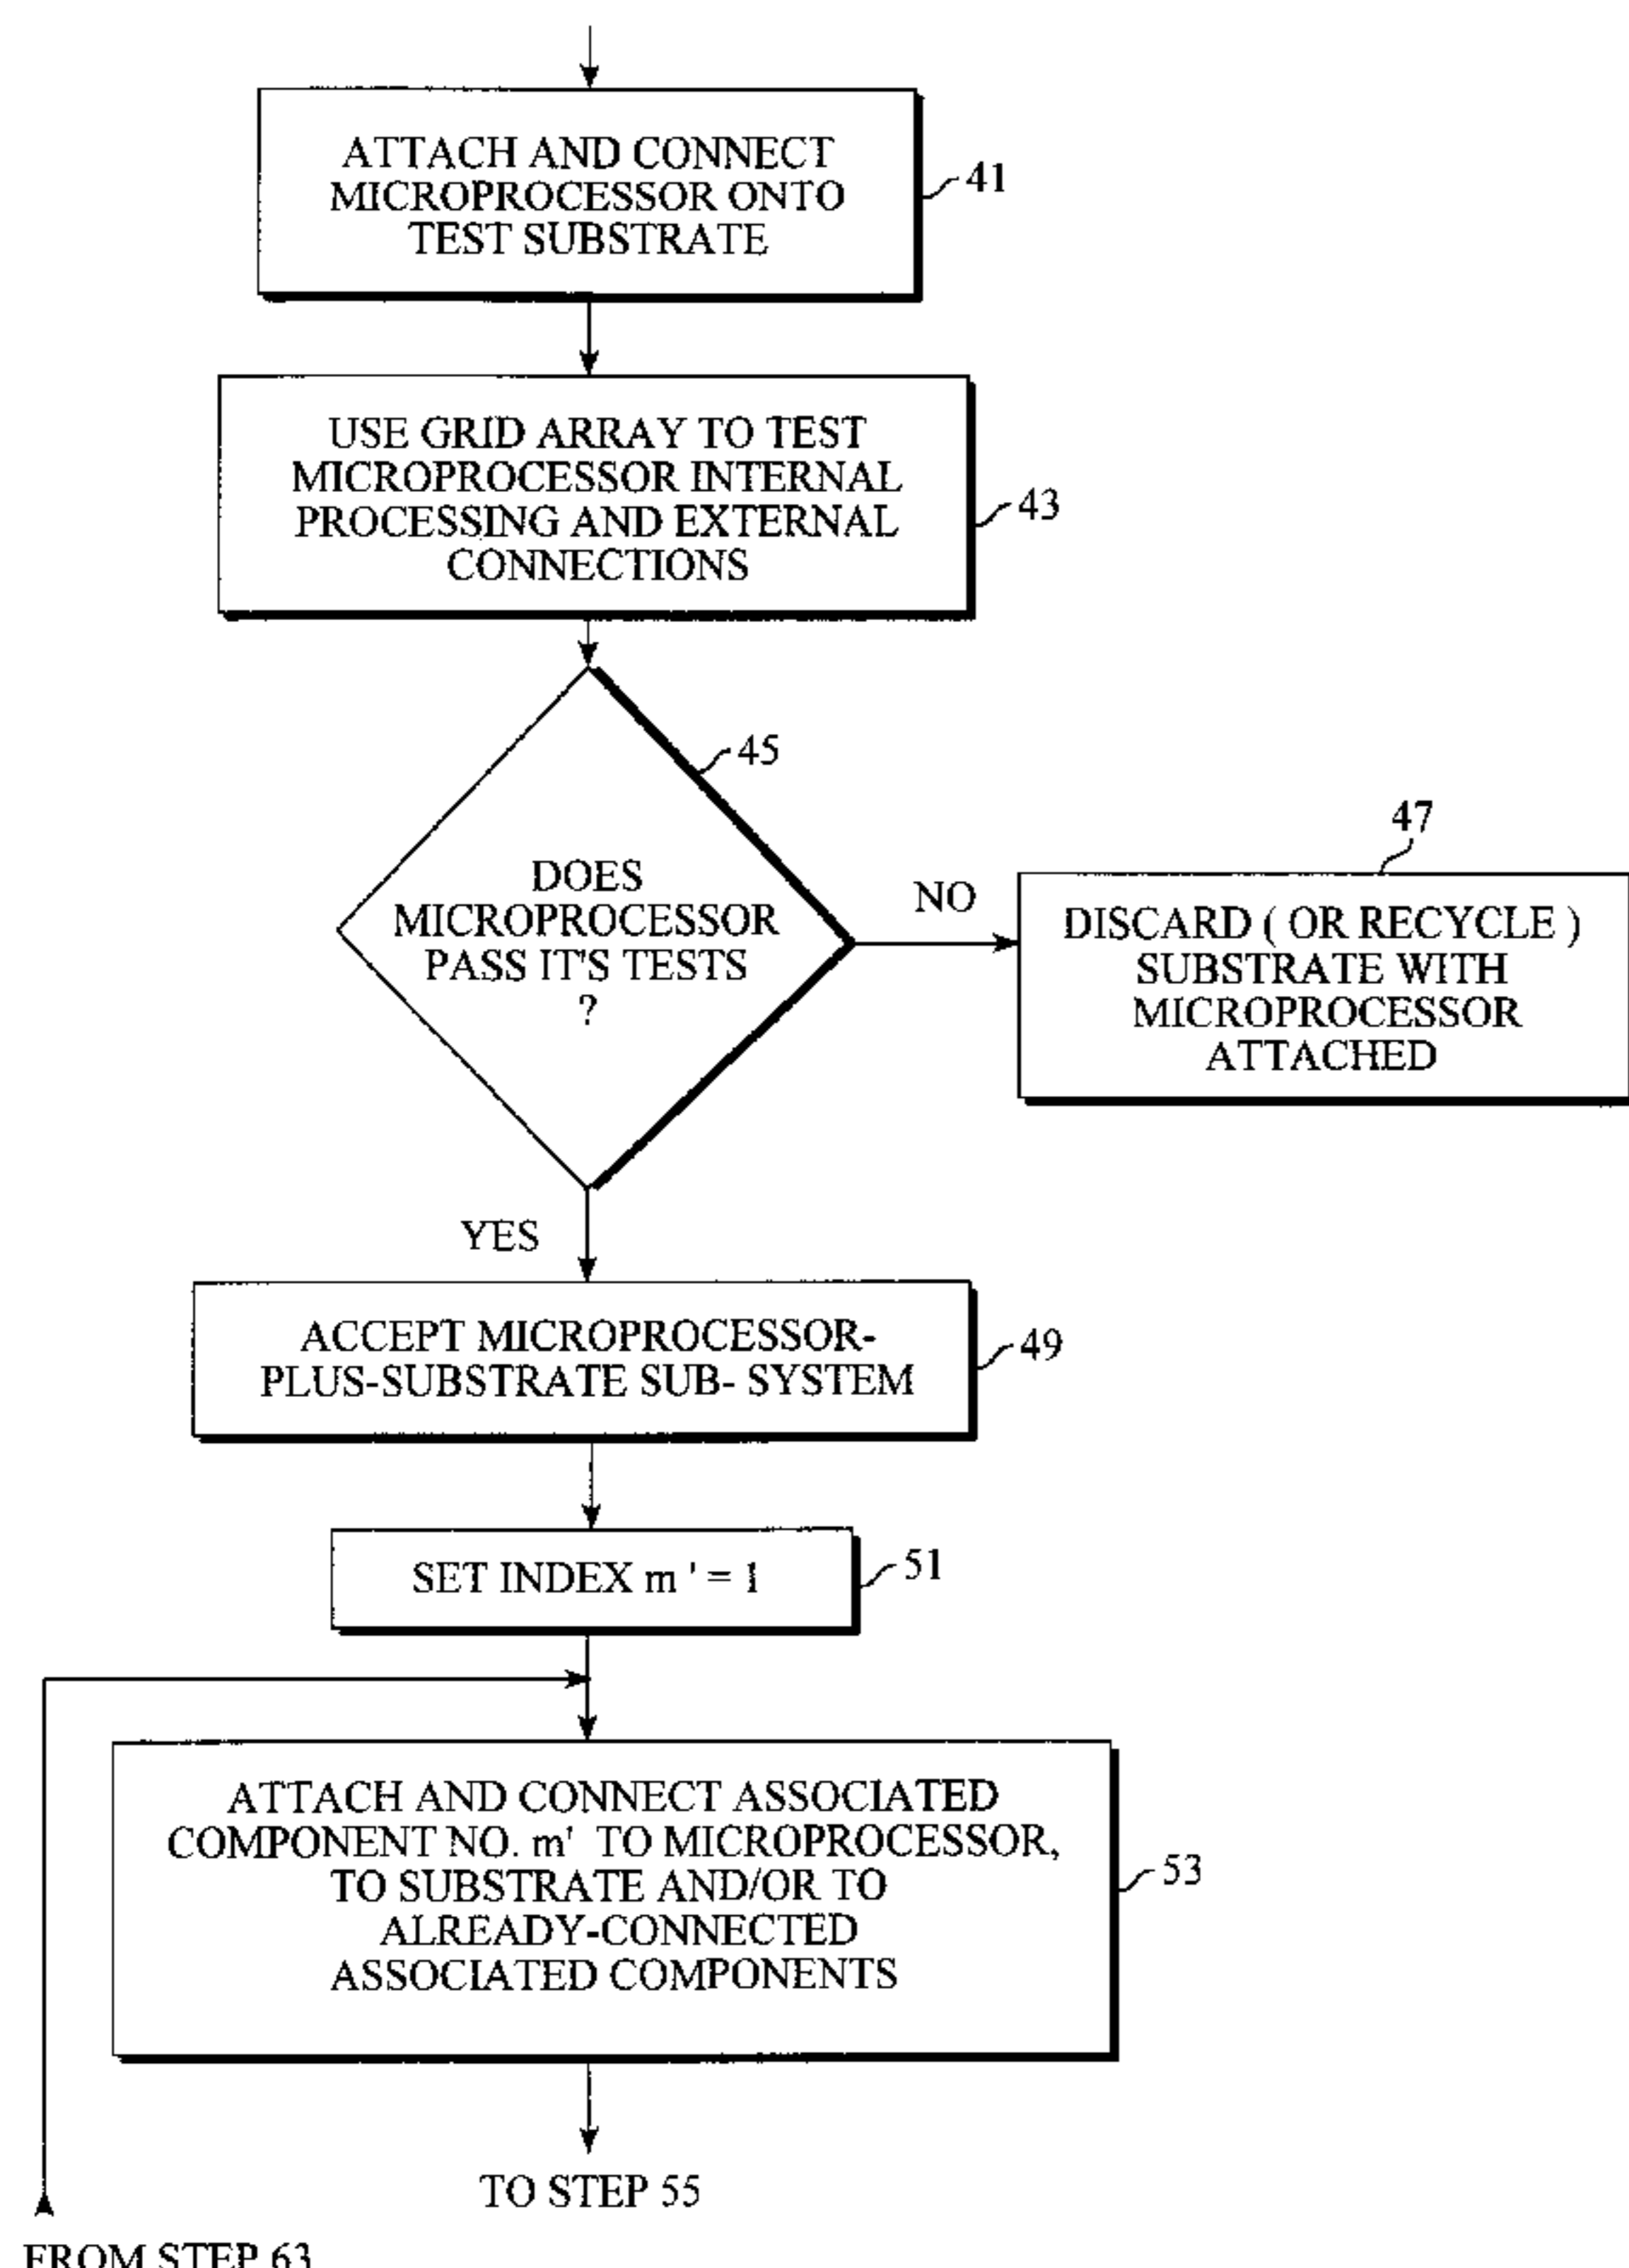 ATTACH AND CONNECT
MICROPROCESSOR ONTO
TEST SUBSTRATE
41
USE GRID ARRAY TO TEST
MICROPROCESSOR INTERNAL
PROCESSING AND EXTERNAL
CONNECTIONS
43
45
DOES
MICROPROCESSOR
PASS IT'S TESTS
?
NO
47
DISCARD ( OR RECYCLE )
SUBSTRATE WITH
MICROPROCESSOR
ATTACHED
YES
ACCEPT MICROPROCESSOR-
PLUS-SUBSTRATE SUB- SYSTEM
49
SET INDEX m ' = 1
51
ATTACH AND CONNECT ASSOCIATED
COMPONENT NO. m' TO MICROPROCESSOR,
TO SUBSTRATE AND/OR TO
ALREADY-CONNECTED
ASSOCIATED COMPONENTS
53
TO STEP 55
FROM STEP 63